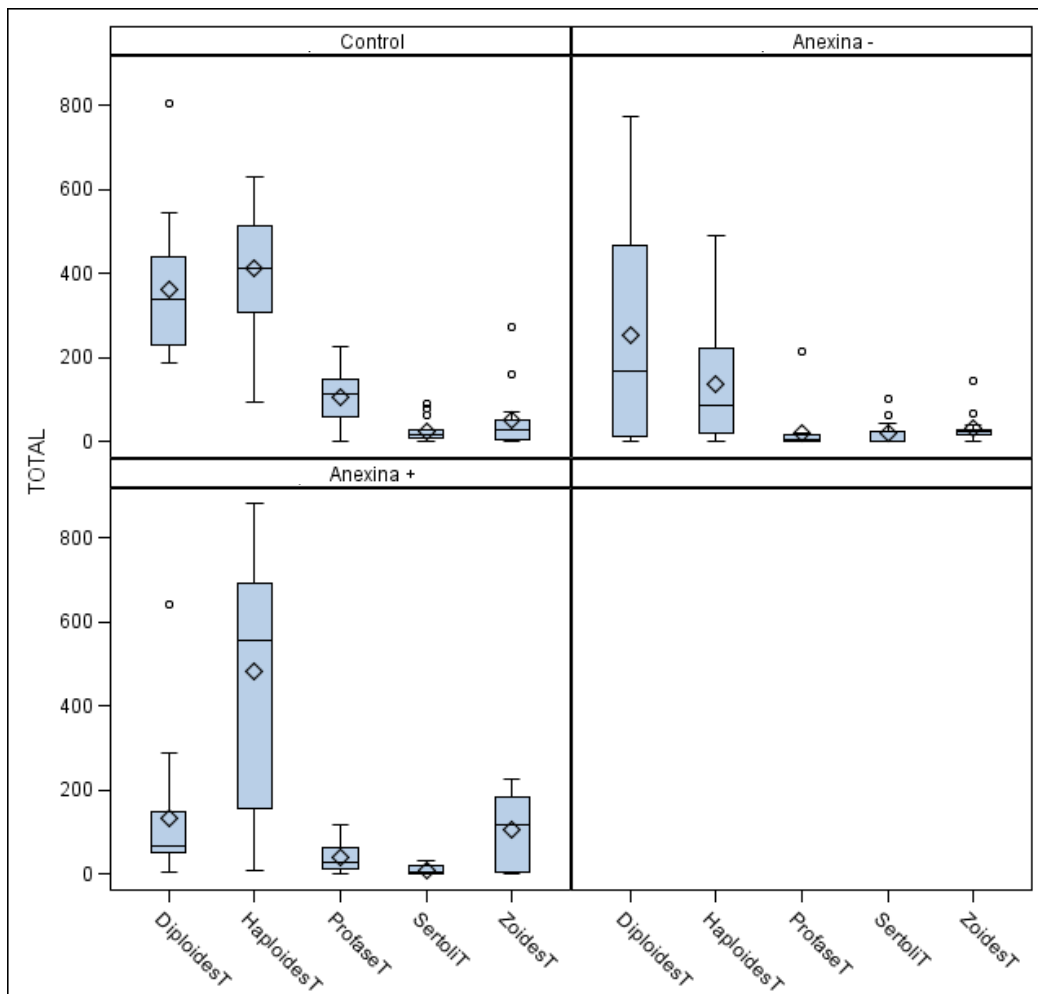 Control
Anexina -
800
600
400
200
0
TOTAL
Anexina +
800
600
400
200
0
DiploidesT
HaploidesT
ProfaseT
SertoliT
ZoidesT
DiploidesT
HaploidesT
ProfaseT
SertoliT
ZoidesT